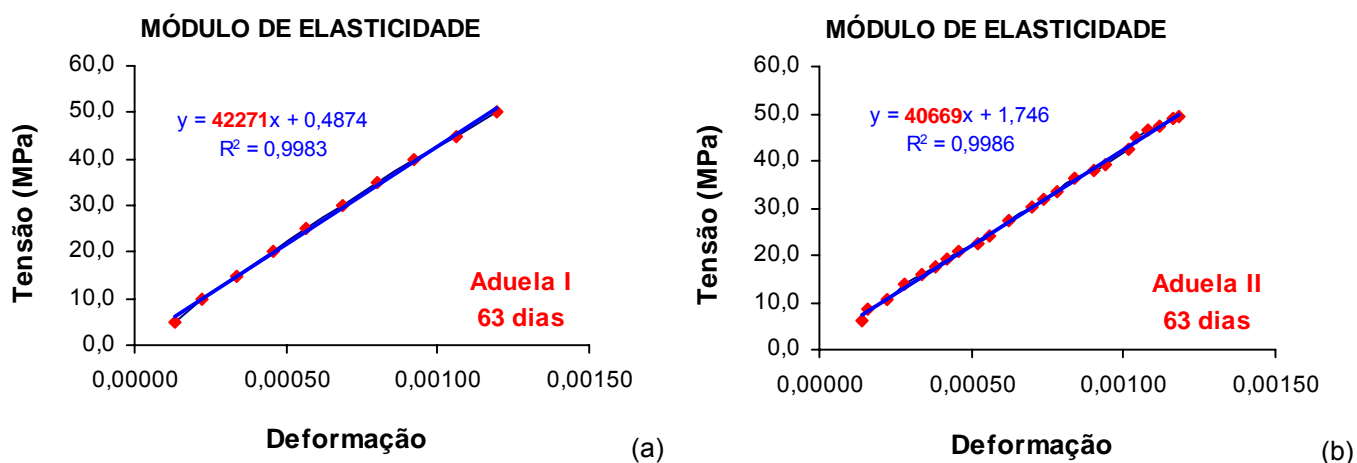 MÓDULO DE ELASTICIDADE
60,0
50,0
40,0
30,0
20,0
10,0
0,0
Tensão (MPa)
y = 42271x + 0,4874
R² = 0,9983
Aduela I
63 dias
0,00000 0,00050 0,00100 0,00150
Deformação
(a)
MÓDULO DE ELASTICIDADE
60,0
50,0
40,0
30,0
20,0
10,0
0,0
Tensão (MPa)
y = 40669x + 1,746
R² = 0,9986
Aduela II
63 dias
0,00000 0,00050 0,00100 0,00150
Deformação
(b)